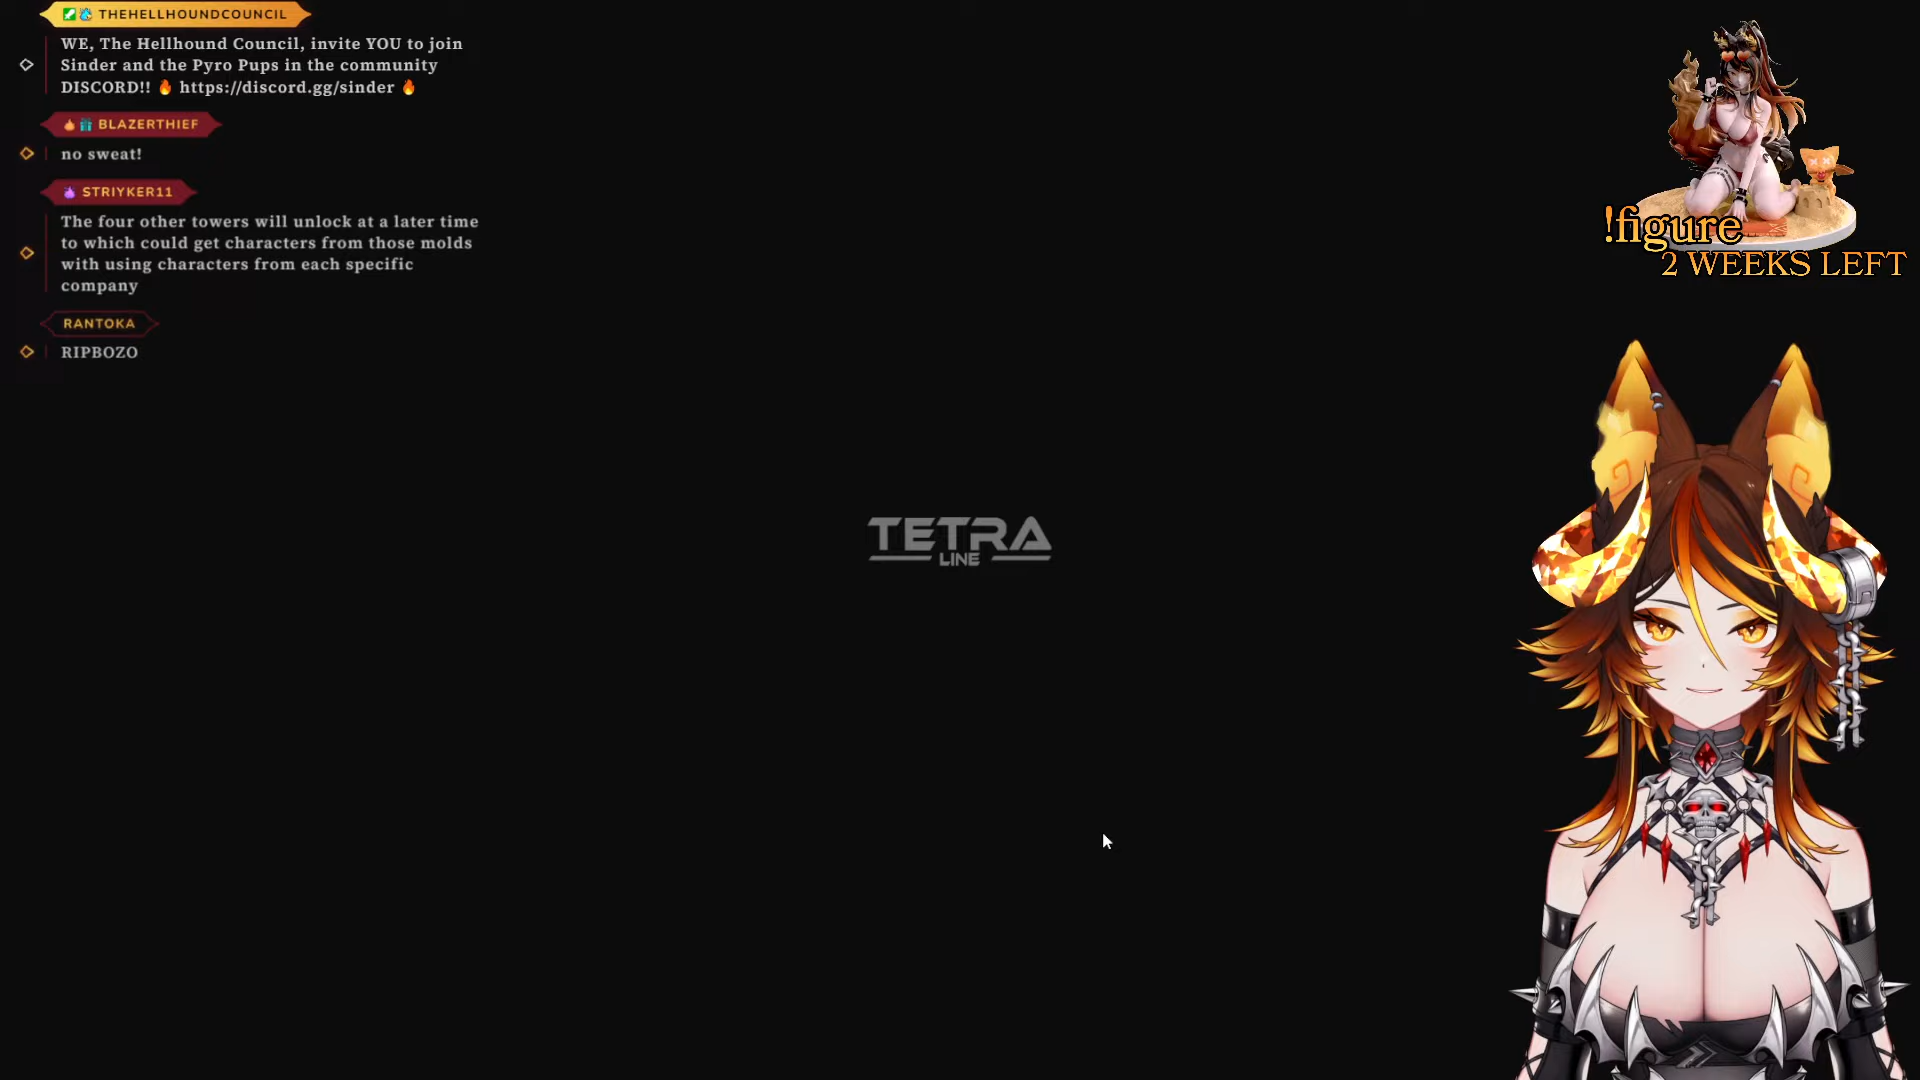 THEHELLHOUNDCOUNCIL
WE, The Hellhound Council, invite YOU to join
Sinder and the Pyro Pups in the community
DISCORD!! 🔥 https://discord.gg/sinder 🔥
BLAZERTHIEF
no sweat!
STRIYKER11
The four other towers will unlock at a later time
to which could get characters from those molds
with using characters from each specific
company
RANTOKA
RIPBOZO
TETRA
LINE
!figure
2 WEEKS LEFT